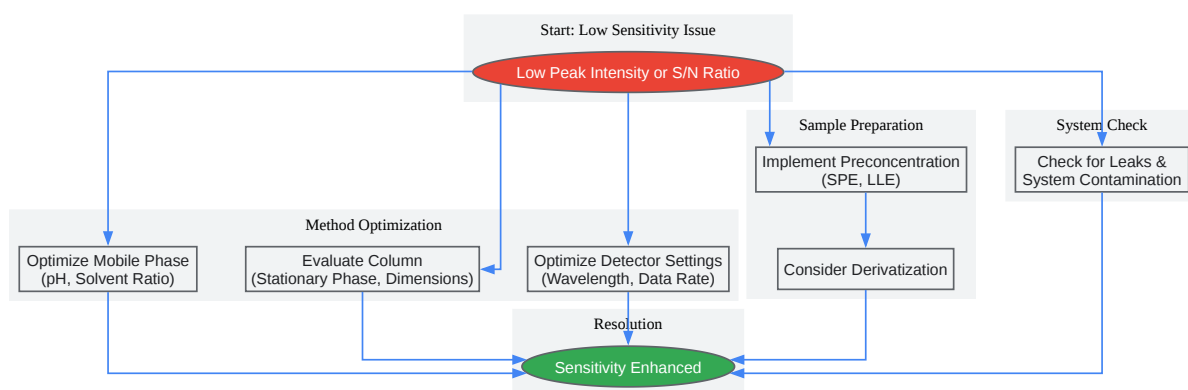 Start: Low Sensitivity Issue
Low Peak Intensity or S/N Ratio
Sample Preparation
System Check
Implement Preconcentration
(SPE, LLE)
Check for Leaks &
System Contamination
Method Optimization
Optimize Mobile Phase
(pH, Solvent Ratio)
Evaluate Column
(Stationary Phase, Dimensions)
Optimize Detector Settings
(Wavelength, Data Rate)
Consider Derivatization
Resolution
Sensitivity Enhanced